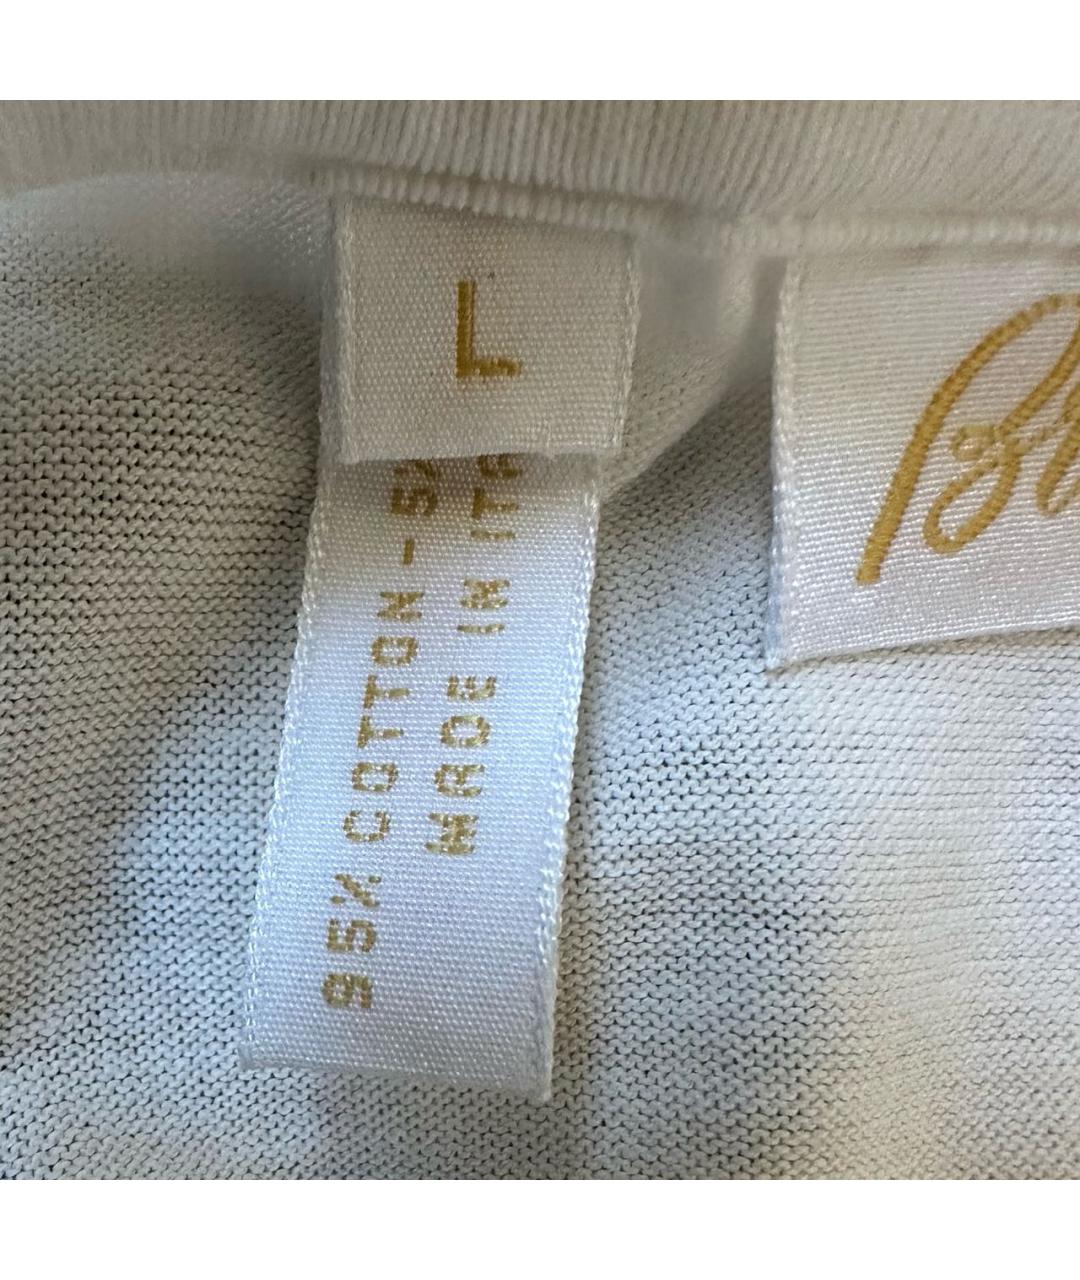 L
95% COTTON - 5%
MADE IN ITA